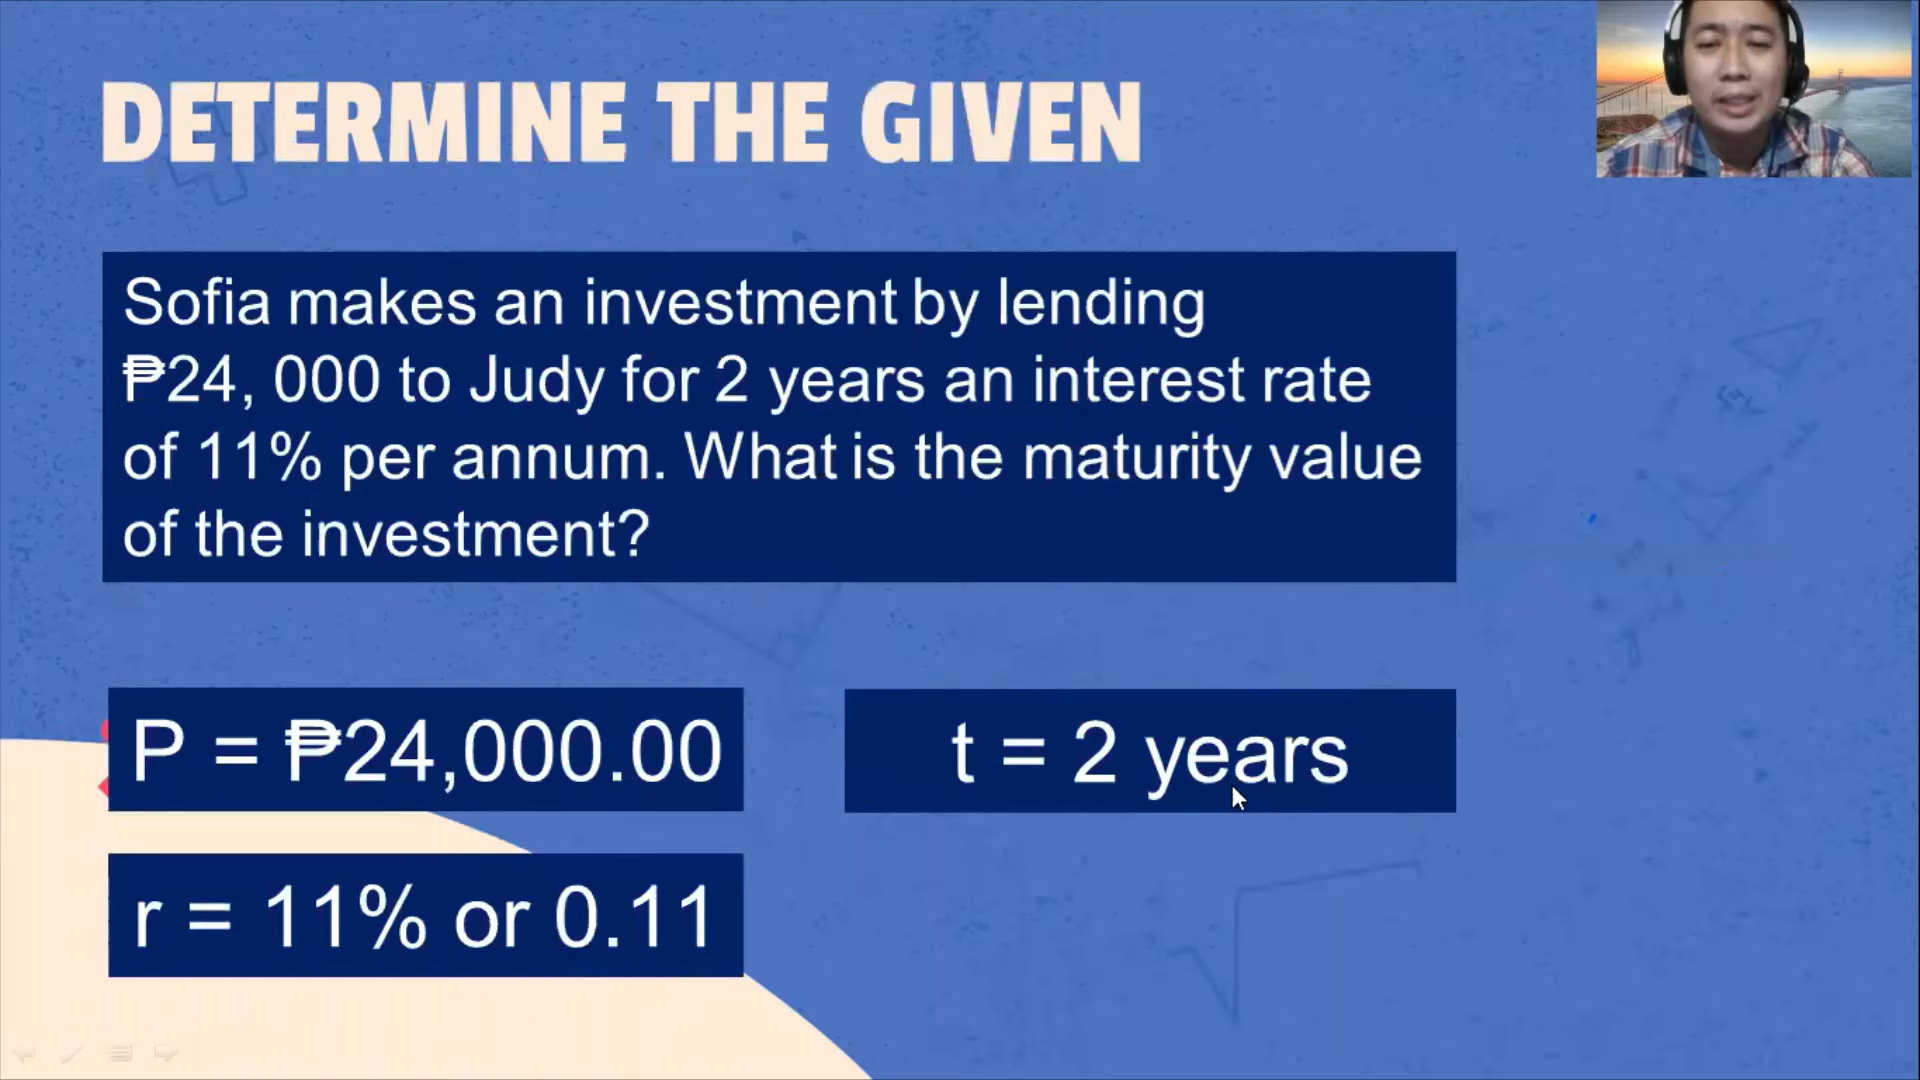 DETERMINE THE GIVEN
Sofia makes an investment by lending
₱24, 000 to Judy for 2 years an interest rate
of 11% per annum. What is the maturity value
of the investment?
P = ₱24,000.00
t = 2 years
r = 11% or 0.11